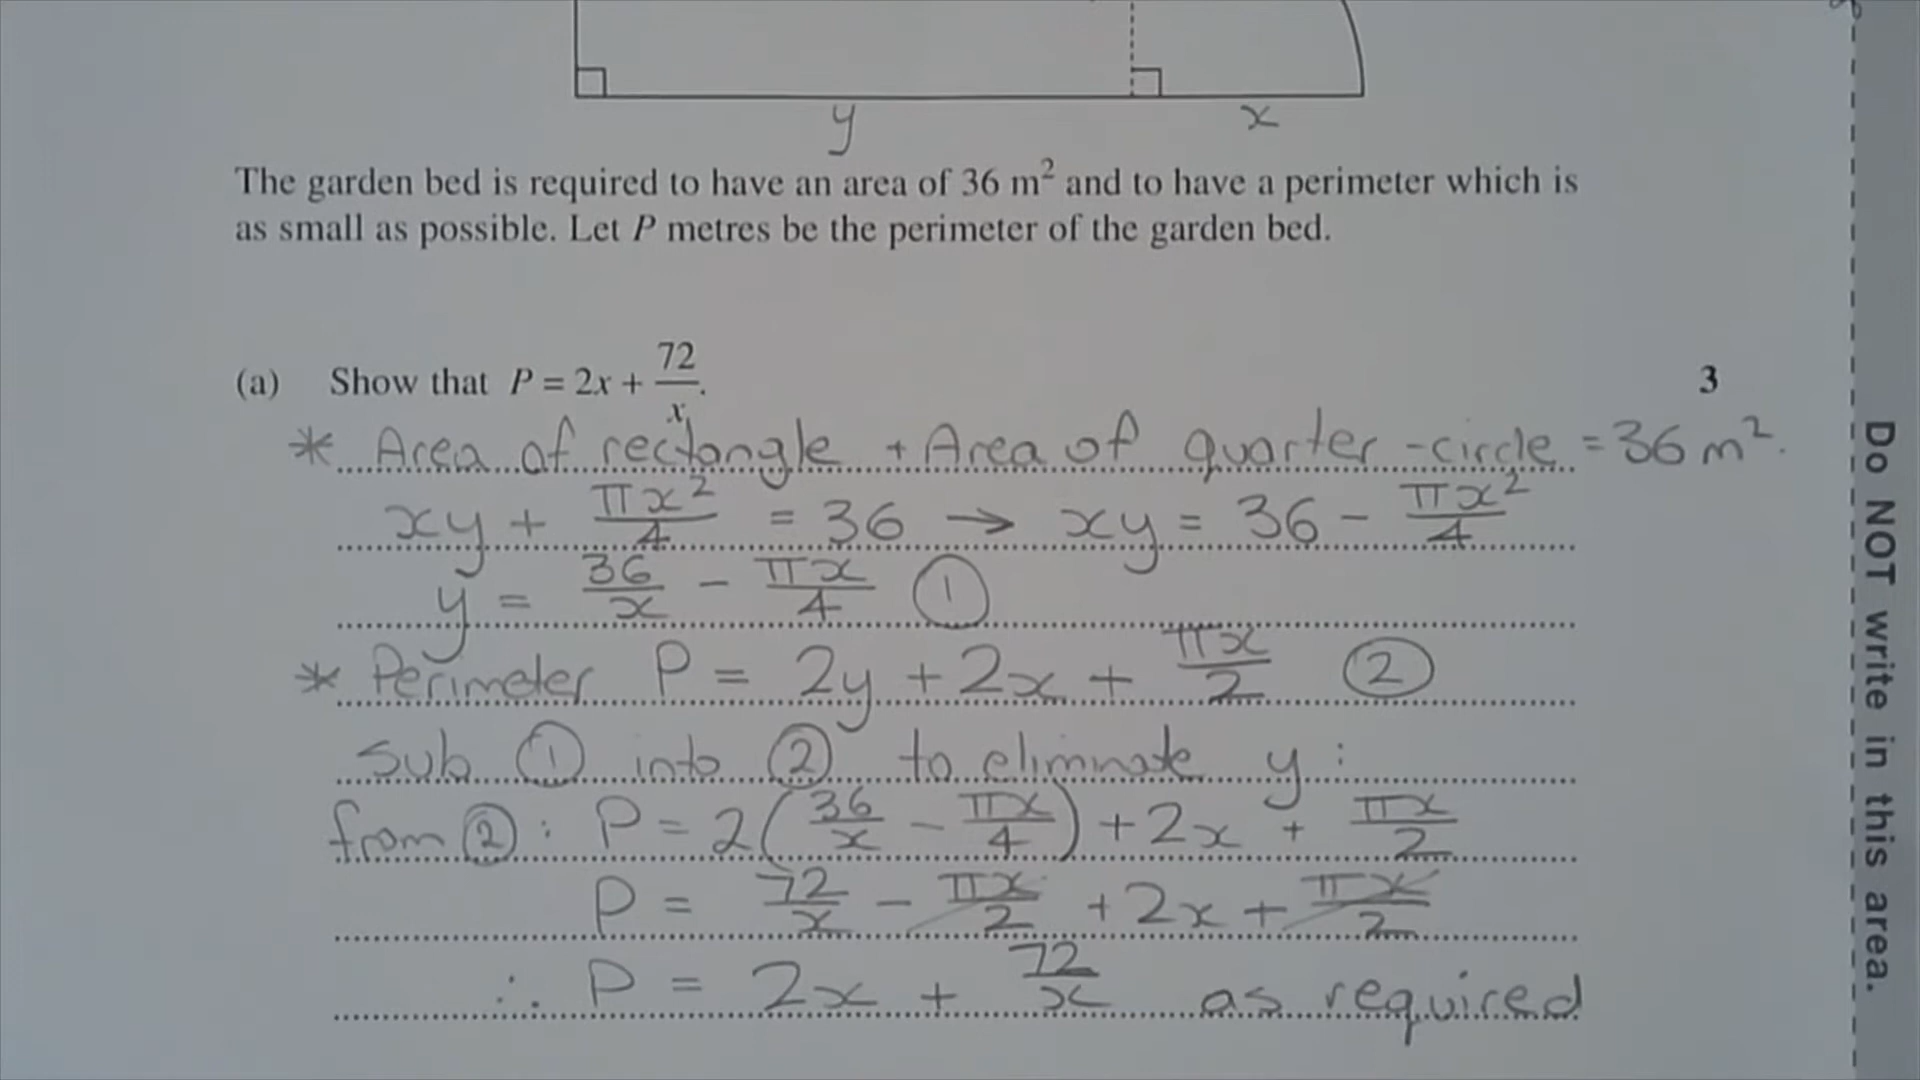 y x
The garden bed is required to have an area of 36 m² and to have a perimeter which is
as small as possible. Let P metres be the perimeter of the garden bed.
(a) Show that P = 2x + 72/x. 3
* Area of rectangle + Area of quarter-circle = 36 m².
xy + πx²/4 = 36 → xy = 36 - πx²/4
y = 36/x - πx/4 ①
* Perimeter P = 2y + 2x + πx/2 ②
sub ① into ② to eliminate y:
from ②: P = 2(36/x - πx/4) + 2x + πx/2
P = 72/x - πx/2 + 2x + πx/2
∴ P = 2x + 72/x as required
Do NOT write in this area.